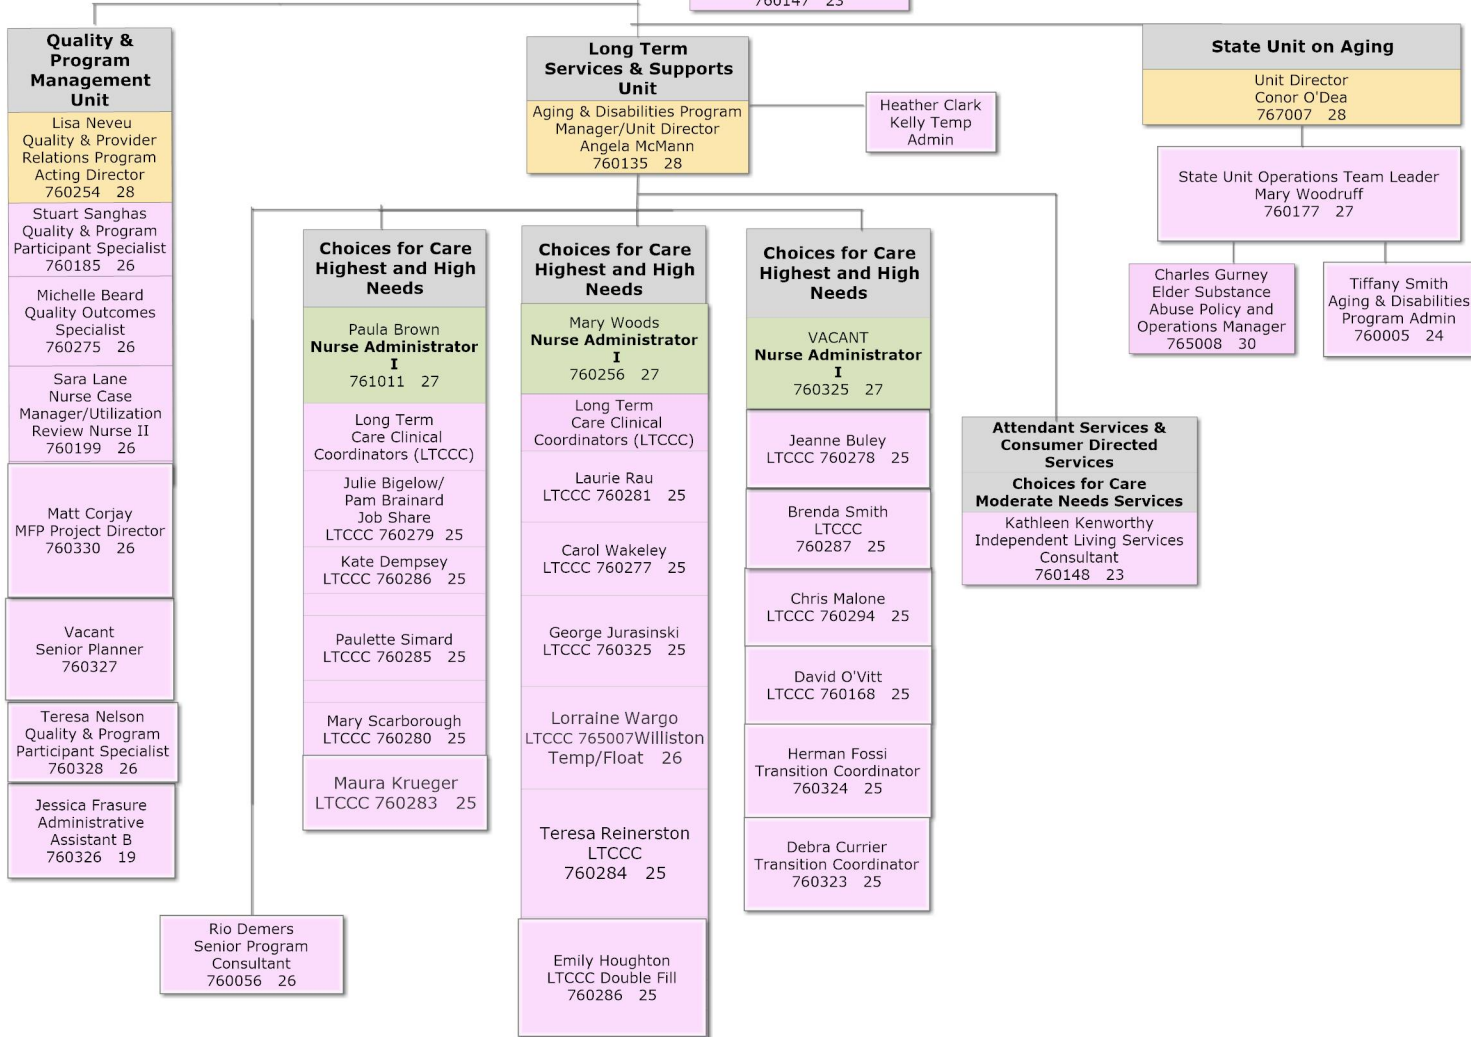 760147 23
Quality &
Program
Management
Unit
Lisa Neveu
Quality & Provider
Relations Program
Acting Director
760254 28
Stuart Sanghas
Quality & Program
Participant Specialist
760185 26
Michelle Beard
Quality Outcomes
Specialist
760275 26
Sara Lane
Nurse Case
Manager/Utilization
Review Nurse II
760199 26
Matt Corjay
MFP Project Director
760330 26
Vacant
Senior Planner
760327
Teresa Nelson
Quality & Program
Participant Specialist
760328 26
Jessica Frasure
Administrative
Assistant B
760326 19
Long Term
Services & Supports
Unit
Aging & Disabilities Program
Manager/Unit Director
Angela McMann
760135 28
Heather Clark
Kelly Temp
Admin
State Unit on Aging
Unit Director
Conor O'Dea
767007 28
State Unit Operations Team Leader
Mary Woodruff
760177 27
Charles Gurney
Elder Substance
Abuse Policy and
Operations Manager
765008 30
Tiffany Smith
Aging & Disabilities
Program Admin
760005 24
Choices for Care
Highest and High
Needs
Paula Brown
Nurse Administrator
I
761011 27
Long Term
Care Clinical
Coordinators (LTCCC)
Julie Bigelow/
Pam Brainard
Job Share
LTCCC 760279 25
Kate Dempsey
LTCCC 760286 25
Paulette Simard
LTCCC 760285 25
Mary Scarborough
LTCCC 760280 25
Maura Krueger
LTCCC 760283 25
Choices for Care
Highest and High
Needs
Mary Woods
Nurse Administrator
I
760256 27
Long Term
Care Clinical
Coordinators (LTCCC)
Laurie Rau
LTCCC 760281 25
Carol Wakeley
LTCCC 760277 25
George Jurasinski
LTCCC 760325 25
Lorraine Wargo
LTCCC 765007Williston
Temp/Float 26
Teresa Reinerston
LTCCC
760284 25
Emily Houghton
LTCCC Double Fill
760286 25
Choices for Care
Highest and High
Needs
VACANT
Nurse Administrator
I
760325 27
Jeanne Buley
LTCCC 760278 25
Brenda Smith
LTCCC
760287 25
Chris Malone
LTCCC 760294 25
David O'Vitt
LTCCC 760168 25
Herman Fossi
Transition Coordinator
760324 25
Debra Currier
Transition Coordinator
760323 25
Attendant Services &
Consumer Directed
Services
Choices for Care
Moderate Needs Services
Kathleen Kenworthy
Independent Living Services
Consultant
760148 23
Rio Demers
Senior Program
Consultant
760056 26